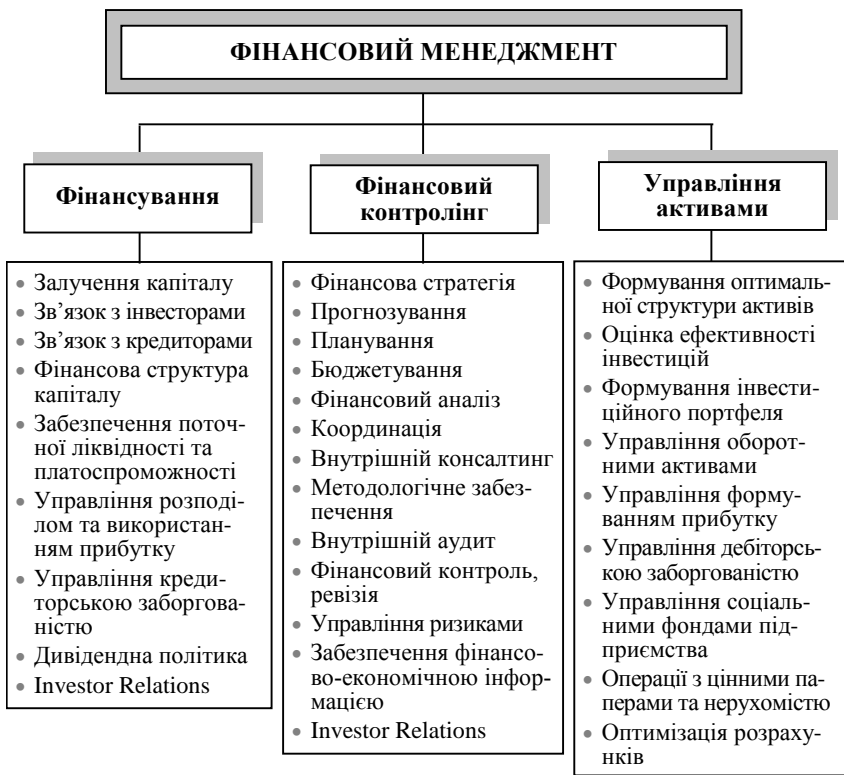 ФІНАНСОВИЙ МЕНЕДЖМЕНТ
Фінансування
• Залучення капіталу
• Зв’язок з інвесторами
• Зв’язок з кредиторами
• Фінансова структура
капіталу
• Забезпечення поточ-
ної ліквідності та
платоспроможності
• Управління розподі-
лом та використан-
ням прибутку
• Управління креди-
торською заборгова-
ністю
• Дивідендна політика
• Investor Relations
Фінансовий
контролінг
• Фінансова стратегія
• Прогнозування
• Планування
• Бюджетування
• Фінансовий аналіз
• Координація
• Внутрішній консалтинг
• Методологічне забез-
печення
• Внутрішній аудит
• Фінансовий контроль,
ревізія
• Управління ризиками
• Забезпечення фінансо-
во-економічною інфор-
мацією
• Investor Relations
Управління
активами
• Формування оптималь-
ної структури активів
• Оцінка ефективності
інвестицій
• Формування інвести-
ційного портфеля
• Управління оборот-
ними активами
• Управління форму-
ванням прибутку
• Управління дебіторсь-
кою заборгованістю
• Управління соціаль-
ними фондами під-
приємства
• Операції з цінними па-
перами та нерухомістю
• Оптимізація розраху-
нків